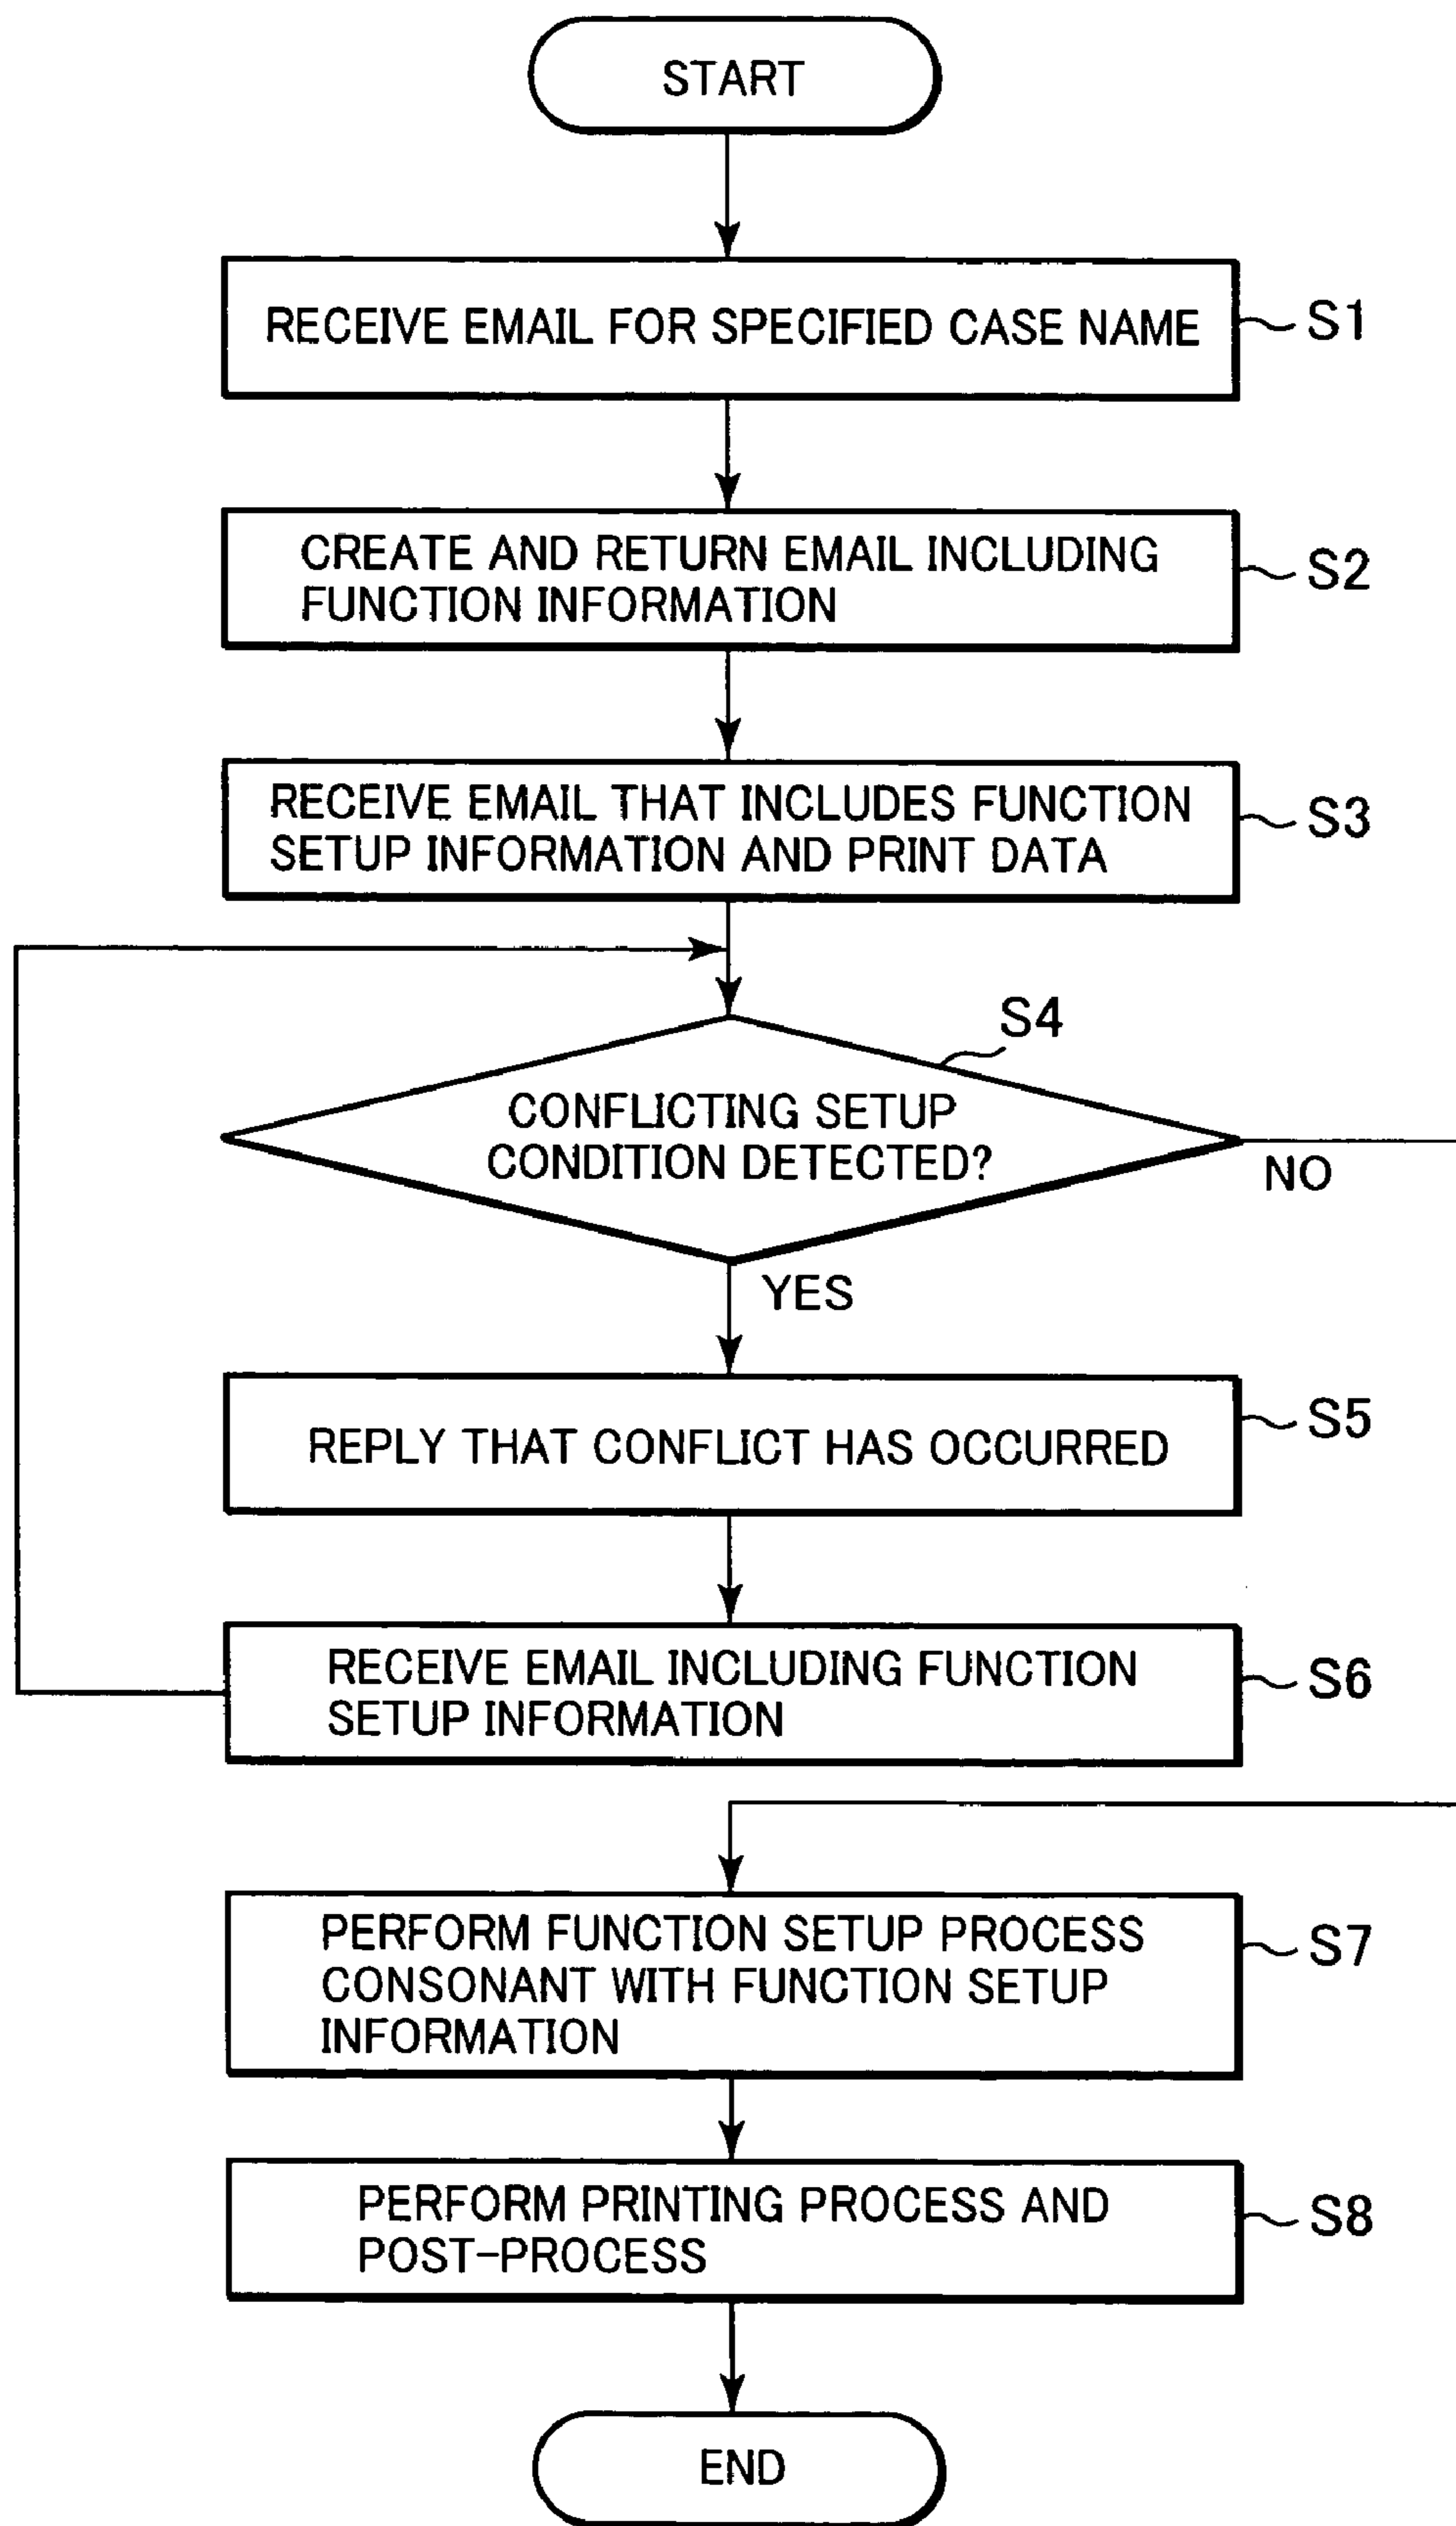 START
RECEIVE EMAIL FOR SPECIFIED CASE NAME
S1
CREATE AND RETURN EMAIL INCLUDING
FUNCTION INFORMATION
S2
RECEIVE EMAIL THAT INCLUDES FUNCTION
SETUP INFORMATION AND PRINT DATA
S3
S4
CONFLICTING SETUP
CONDITION DETECTED?
NO
YES
REPLY THAT CONFLICT HAS OCCURRED
S5
RECEIVE EMAIL INCLUDING FUNCTION
SETUP INFORMATION
S6
PERFORM FUNCTION SETUP PROCESS
CONSONANT WITH FUNCTION SETUP
INFORMATION
S7
PERFORM PRINTING PROCESS AND
POST-PROCESS
S8
END